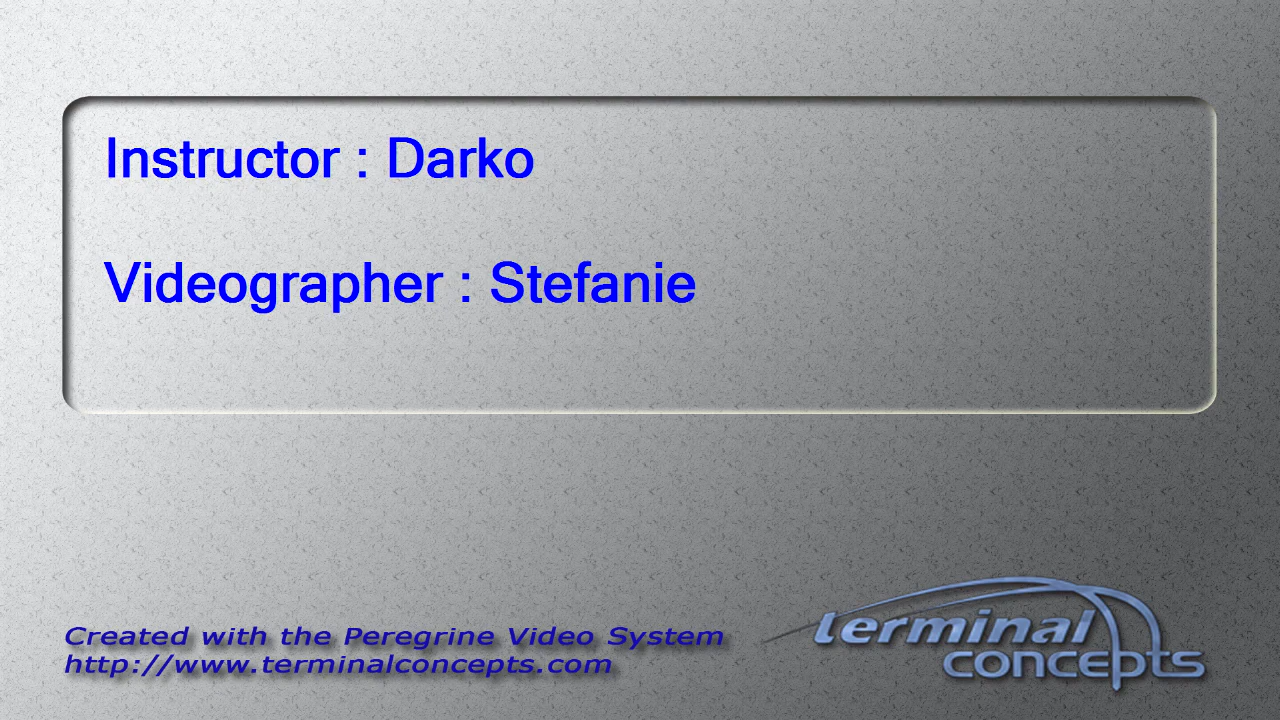 Instructor : Darko
Videographer : Stefanie
Created with the Peregrine Video System
http://www.terminalconcepts.com
terminal
concepts